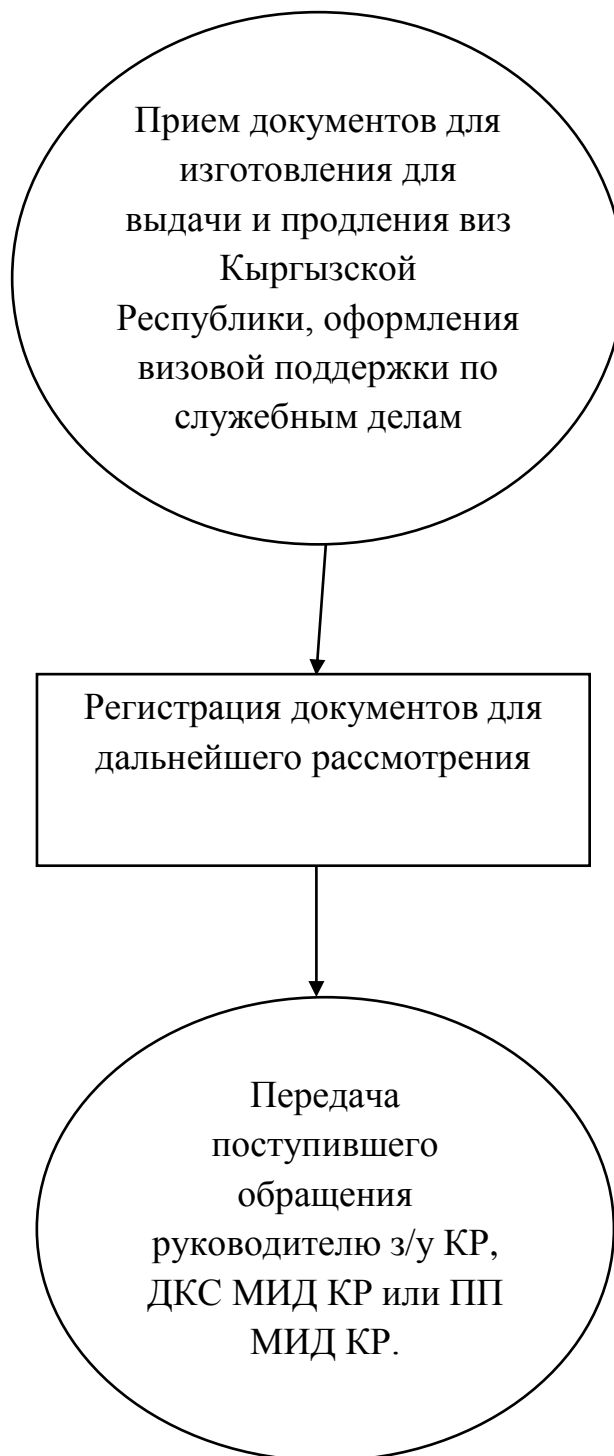 Прием документов для
изготовления для
выдачи и продления виз
Кыргызской
Республики, оформления
визовой поддержки по
служебным делам
Регистрация документов для
дальнейшего рассмотрения
Передача
поступившего
обращения
руководителю з/у КР,
ДКС МИД КР или ПП
МИД КР.